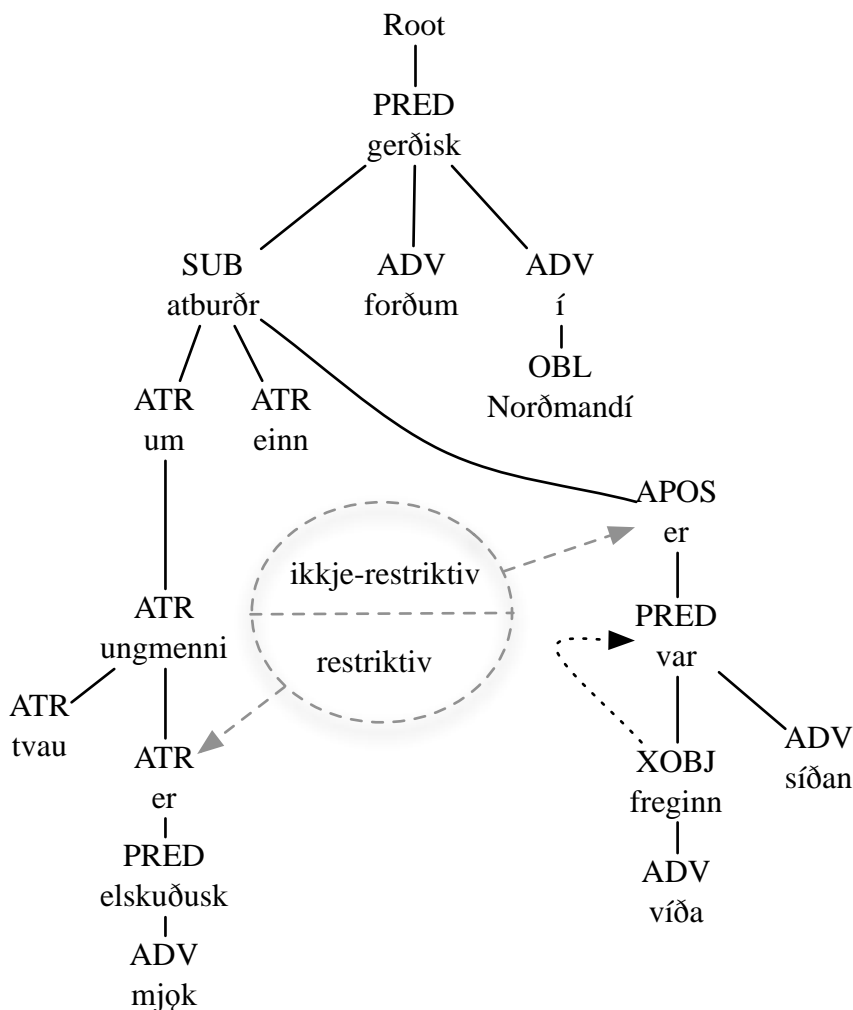 Root
PRED
gerðisk
SUB ADV ADV
atburðr forðum í
OBL
Norðmandí
ATR ATR
um einn
APOS
er
ikkje-restriktiv
ATR PRED
ungmenni var
restriktiv
ATR
tvau
ATR XOBJ ADV
er freginn síðan
PRED
elskuðusk
ADV
víða
ADV
mjǫk